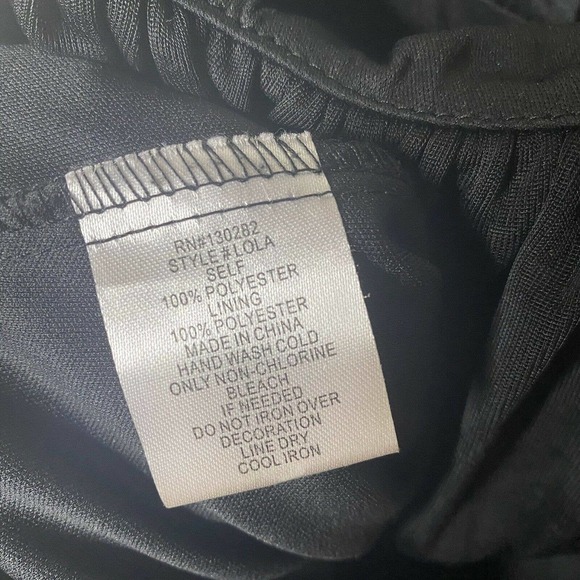 RN#130282
STYLE#LOLA
SELF
100% POLYESTER
LINING
100% POLYESTER
MADE IN CHINA
HAND WASH COLD
ONLY NON-CHLORINE
BLEACH
IF NEEDED
DO NOT IRON OVER
DECORATION
LINE DRY
COOL IRON